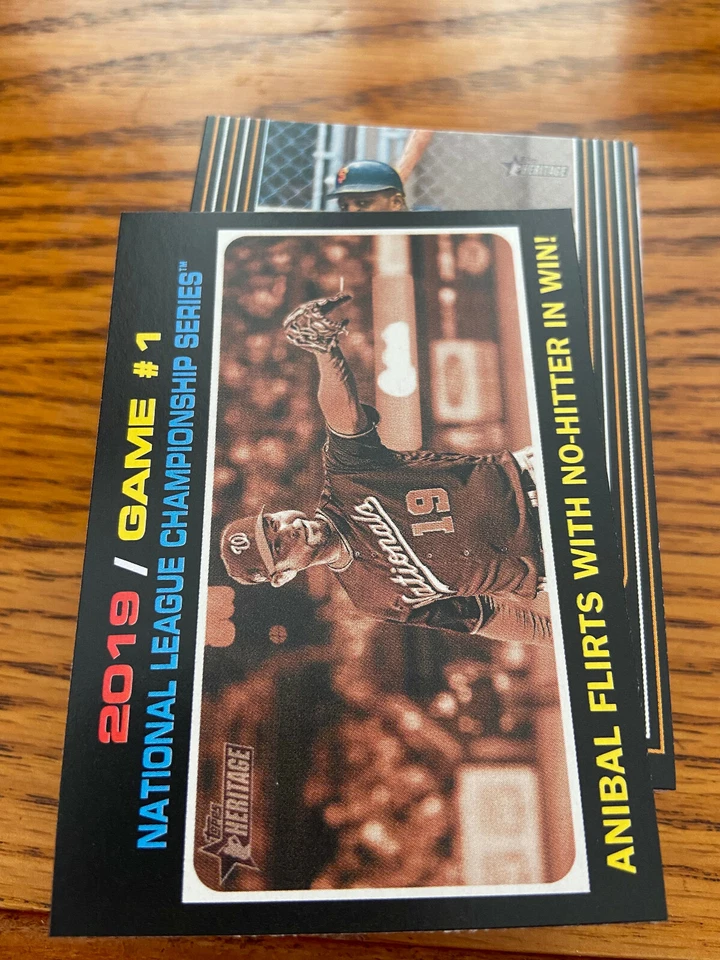 2019 / GAME # 1
NATIONAL LEAGUE CHAMPIONSHIP SERIES™
W
Nationals
19
Topps
HERITAGE
ANIBAL FLIRTS WITH NO-HITTER IN WIN!
Topps
HERITAGE